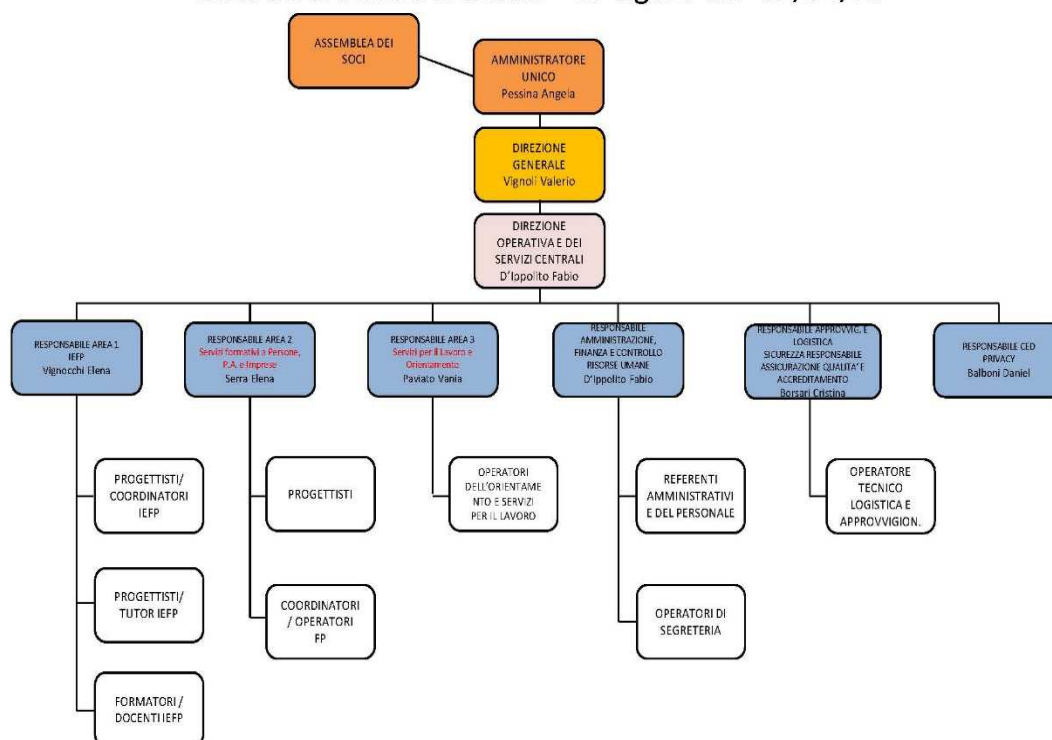 ASSEMBLEA DEI
SOCI
AMMINISTRATORE
UNICO
Pessina Angela
DIREZIONE
GENERALE
Vignoli Valerio
DIREZIONE
OPERATIVA E DEI
SERVIZI CENTRALI
D'Ippolito Fabio
RESPONSABILE AREA 1
IEFP
Vignocchi Elena
RESPONSABILE AREA 2
Servizi formativi a Persone,
P.A. e Imprese
Serra Elena
RESPONSABILE AREA 3
Servizi per il Lavoro e
Orientamento
Paviato Vania
RESPONSABILE
AMMINISTRAZIONE,
FINANZA E CONTROLLO
RISORSE UMANE
D'Ippolito Fabio
RESPONSABILE APPROVVIG. E
LOGISTICA
SICUREZZA RESPONSABILE
ASSICURAZIONE QUALITA' E
ACCREDITAMENTO
Borsari Cristina
RESPONSABILE CED
PRIVACY
Balboni Daniel
PROGETTISTI/
COORDINATORI
IEFP
PROGETTISTI
OPERATORI
DELL'ORIENTAME
NTO E SERVIZI
PER IL LAVORO
REFERENTI
AMMINISTRATIVI
E DEL PERSONALE
OPERATORE
TECNICO
LOGISTICA E
APPROVVIGION.
PROGETTISTI/
TUTOR IEFP
COORDINATORI
/ OPERATORI
FP
OPERATORI DI
SEGRETERIA
FORMATORI /
DOCENTI IEFP